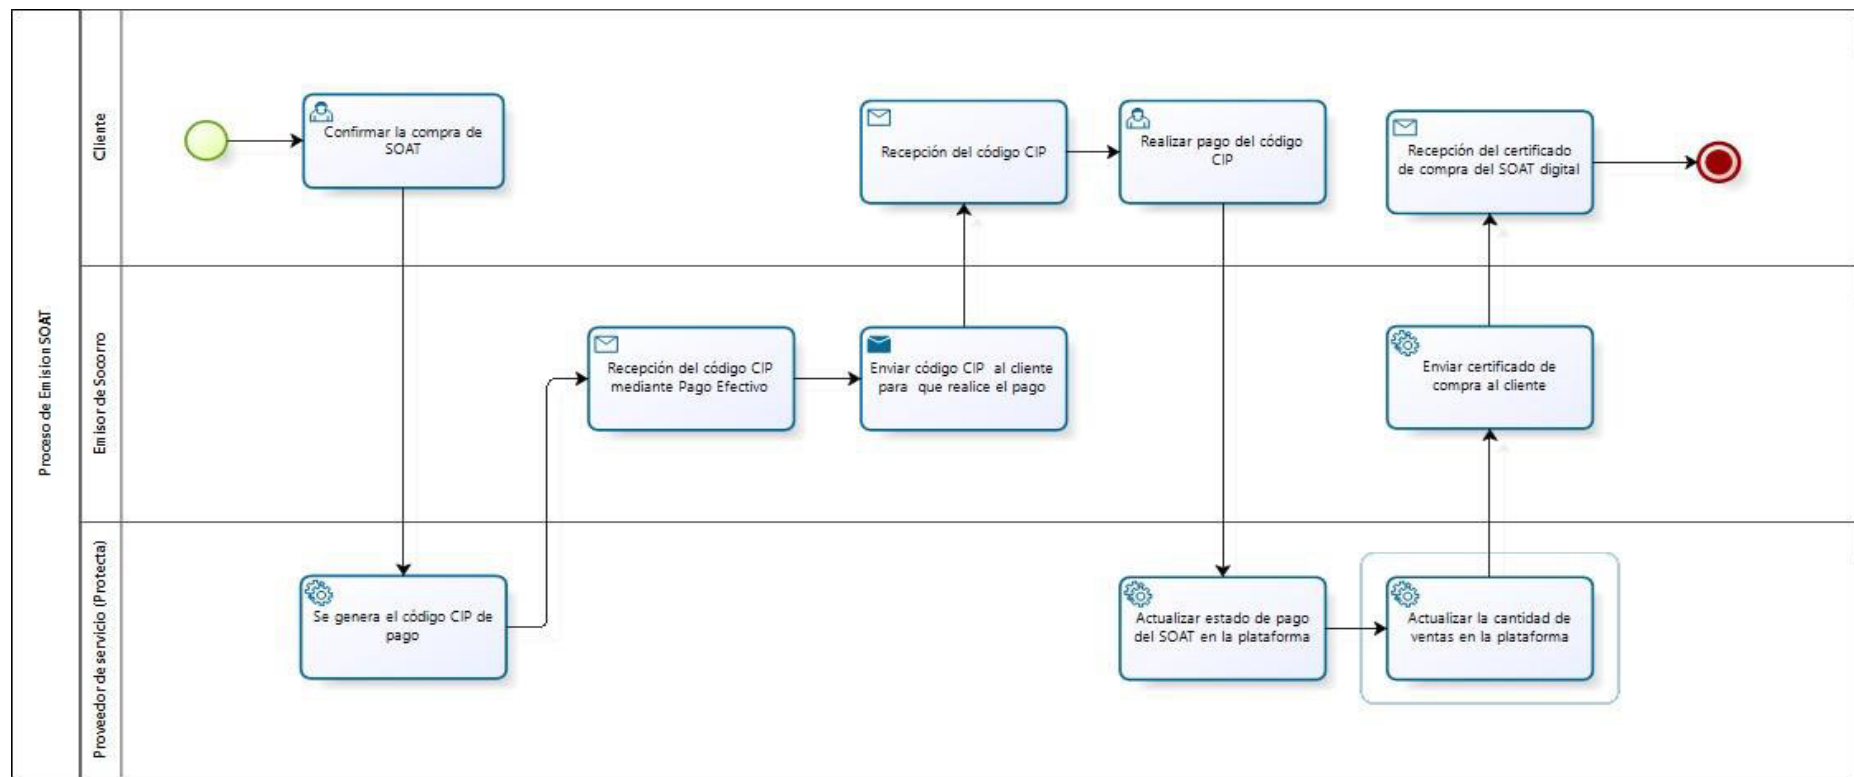 Proceso de Emision SOAT
Cliente
Confirmar la compra de
SOAT
Recepción del código CIP
Realizar pago del código
CIP
Recepción del certificado
de compra del SOAT digital
Emisor de Socorro
Recepción del código CIP
mediante Pago Efectivo
Enviar código CIP al cliente
para que realice el pago
Enviar certificado de
compra al cliente
Proveedor de servicio (Protecta)
Se genera el código CIP de
pago
Actualizar estado de pago
del SOAT en la plataforma
Actualizar la cantidad de
ventas en la plataforma